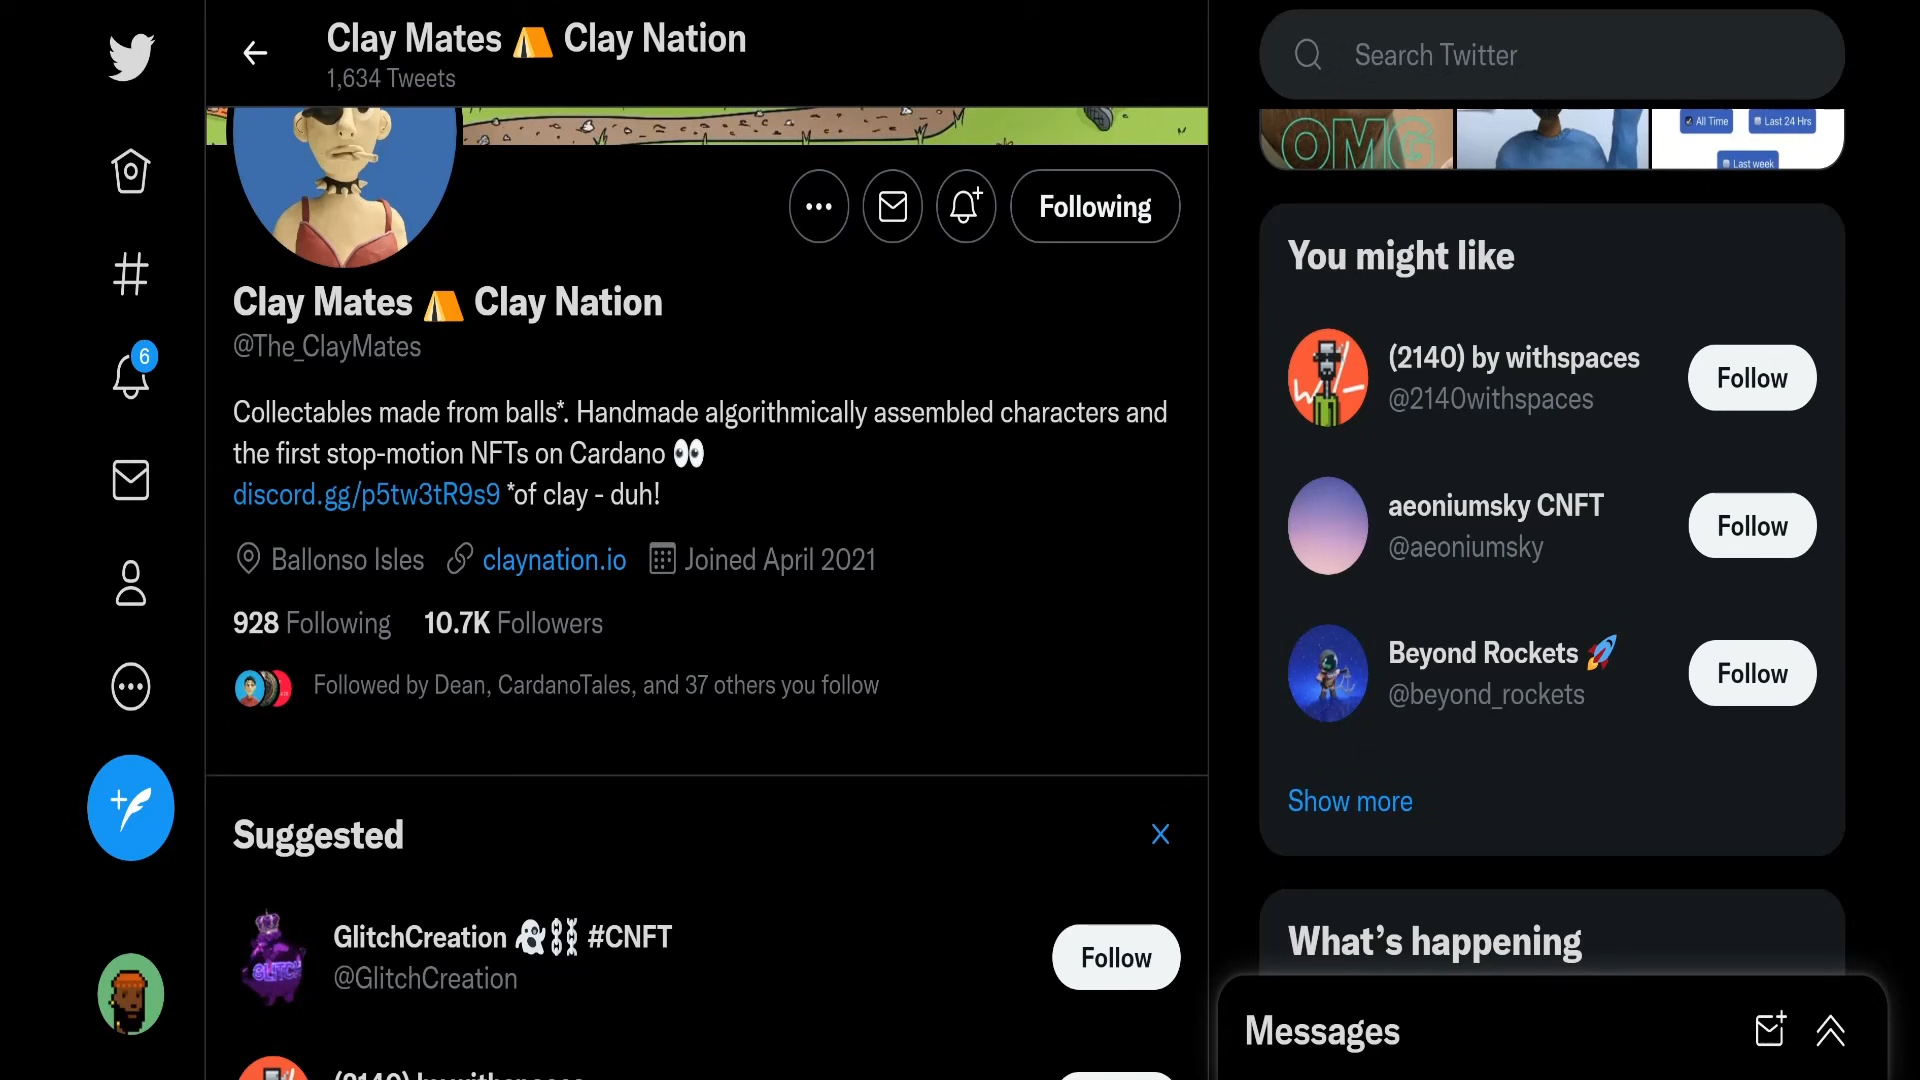 Clay Mates ⛺ Clay Nation
1,634 Tweets
Following
Clay Mates ⛺ Clay Nation
@The_ClayMates
Collectables made from balls*. Handmade algorithmically assembled characters and
the first stop-motion NFTs on Cardano 👀
discord.gg/p5tw3tR9s9 *of clay - duh!
Ballonso Isles claynation.io Joined April 2021
928 Following 10.7K Followers
Followed by Dean, CardanoTales, and 37 others you follow
Suggested
GlitchCreation 👻⛓⛓ #CNFT
@GlitchCreation
Follow
GLITCH
6
Search Twitter
OMG
All Time
Last 24 Hrs
Last week
You might like
(2140) by withspaces
@2140withspaces
Follow
aeoniumsky CNFT
@aeoniumsky
Follow
Beyond Rockets 🚀
@beyond_rockets
Follow
Show more
What's happening
Messages